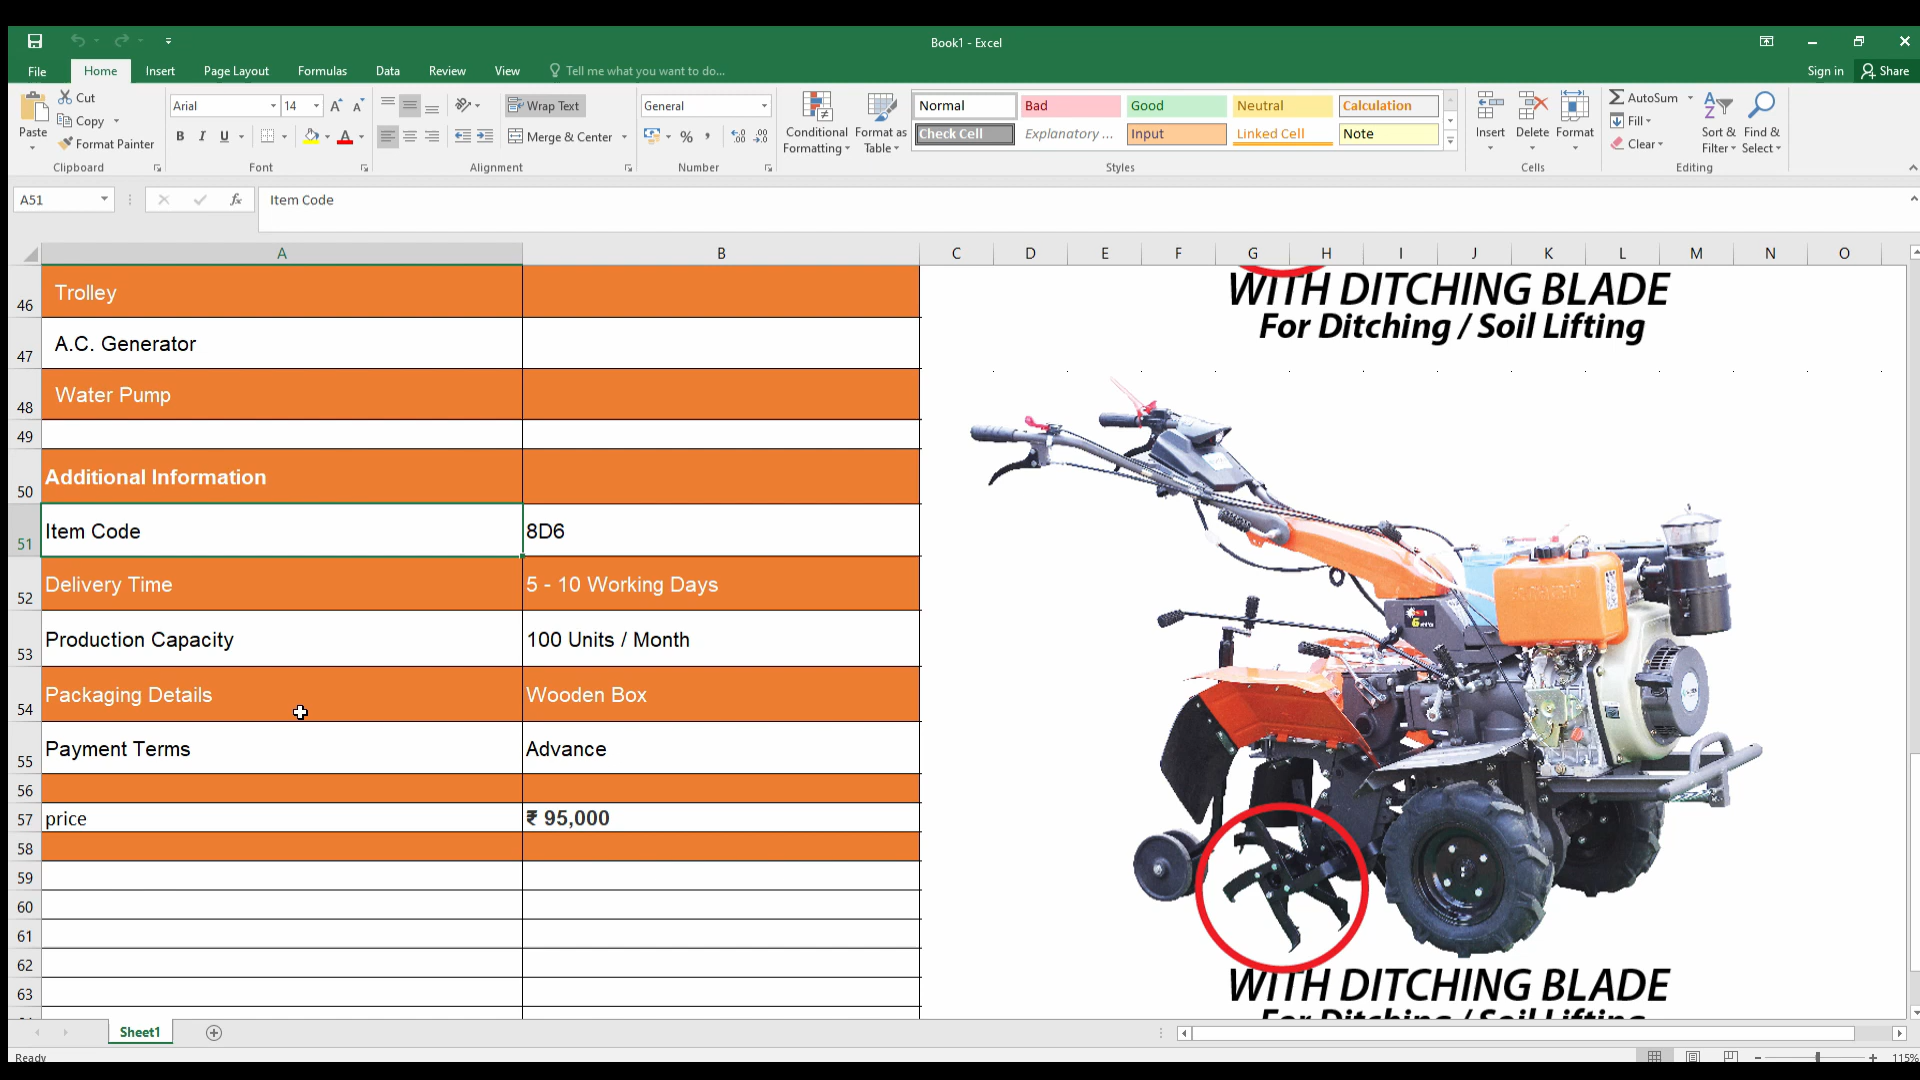 Book1 - Excel
File Home Insert Page Layout Formulas Data Review View Tell me what you want to do... Sign in Share
Cut
Copy
Format Painter
Paste
Clipboard
Arial 14
B I U
Font
Wrap Text
Merge & Center
Alignment
General
Number
Conditional Formatting
Format as Table
Normal Bad Good Neutral Calculation
Check Cell Explanatory ... Input Linked Cell Note
Styles
Insert Delete Format
Cells
AutoSum
Fill
Clear
Sort & Filter
Find & Select
Editing
A51 fx Item Code
A B C D E F G H I J K L M N O
46 Trolley
47 A.C. Generator
48 Water Pump
49
50 Additional Information
51 Item Code 8D6
52 Delivery Time 5 - 10 Working Days
53 Production Capacity 100 Units / Month
54 Packaging Details Wooden Box
55 Payment Terms Advance
56
57 price ₹ 95,000
58
59
60
61
62
63
WITH DITCHING BLADE
For Ditching / Soil Lifting
WITH DITCHING BLADE
For Ditching / Soil Lifting
Sheet1
Ready
115%